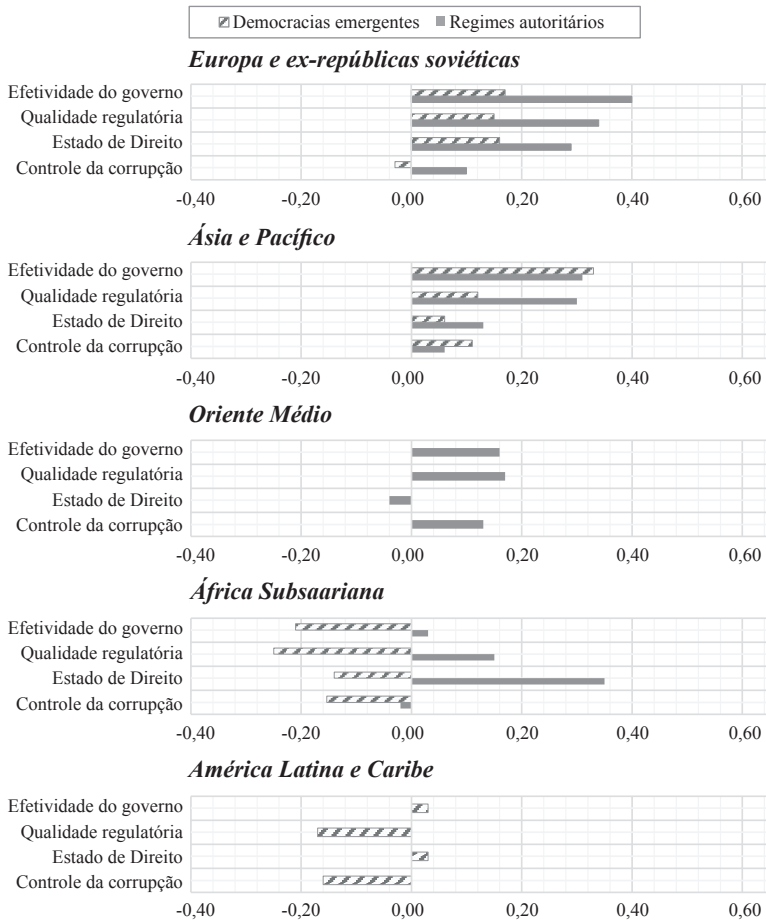 Democracias emergentes Regimes autoritários
Europa e ex-repúblicas soviéticas
Efetividade do governo
Qualidade regulatória
Estado de Direito
Controle da corrupção
-0,40 -0,20 0,00 0,20 0,40 0,60
Ásia e Pacífico
Efetividade do governo
Qualidade regulatória
Estado de Direito
Controle da corrupção
-0,40 -0,20 0,00 0,20 0,40 0,60
Oriente Médio
Efetividade do governo
Qualidade regulatória
Estado de Direito
Controle da corrupção
-0,40 -0,20 0,00 0,20 0,40 0,60
África Subsaariana
Efetividade do governo
Qualidade regulatória
Estado de Direito
Controle da corrupção
-0,40 -0,20 0,00 0,20 0,40 0,60
América Latina e Caribe
Efetividade do governo
Qualidade regulatória
Estado de Direito
Controle da corrupção
-0,40 -0,20 0,00 0,20 0,40 0,60